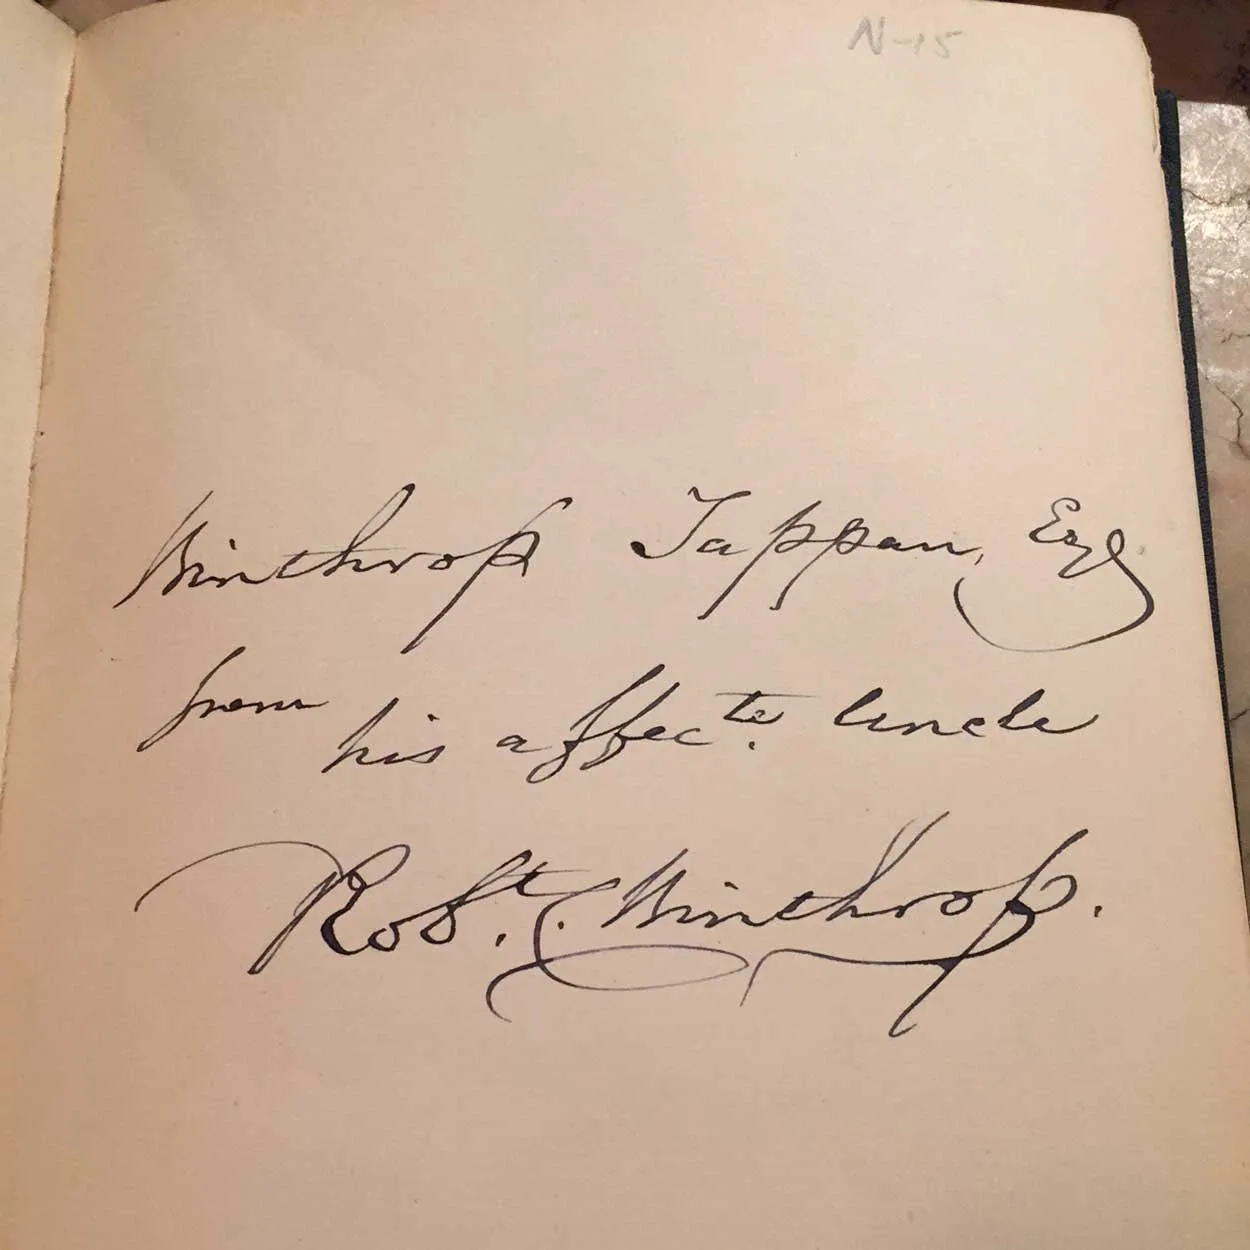 N-15
Winthrop Tappan, Esq.
from
his affecte. Uncle
Robt. C. Winthrop.